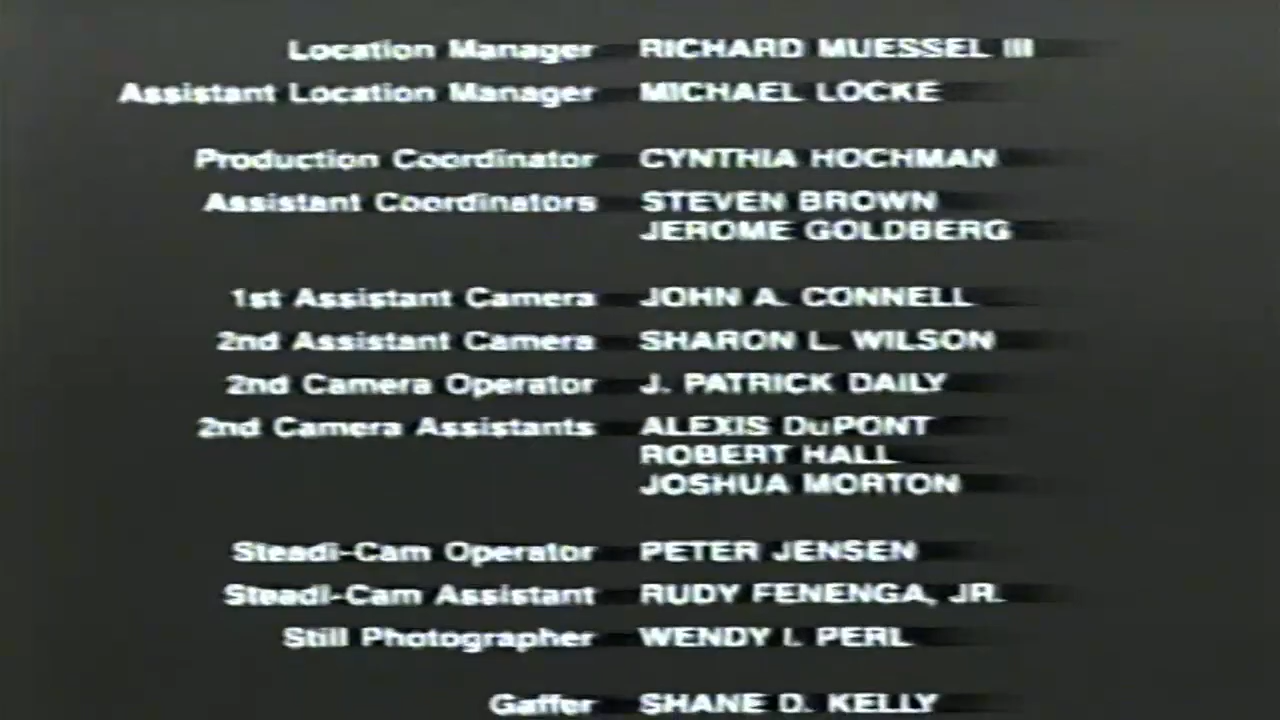 Location Manager RICHARD MUESSEL III
Assistant Location Manager MICHAEL LOCKE
Production Coordinator CYNTHIA HOCHMAN
Assistant Coordinators STEVEN BROWN
JEROME GOLDBERG
1st Assistant Camera JOHN A. CONNELL
2nd Assistant Camera SHARON L. WILSON
2nd Camera Operator J. PATRICK DAILY
2nd Camera Assistants ALEXIS DuPONT
ROBERT HALL
JOSHUA MORTON
Steadi-Cam Operator PETER JENSEN
Steadi-Cam Assistant RUDY FENENGA, JR.
Still Photographer WENDY I. PERL
Gaffer SHANE D. KELLY